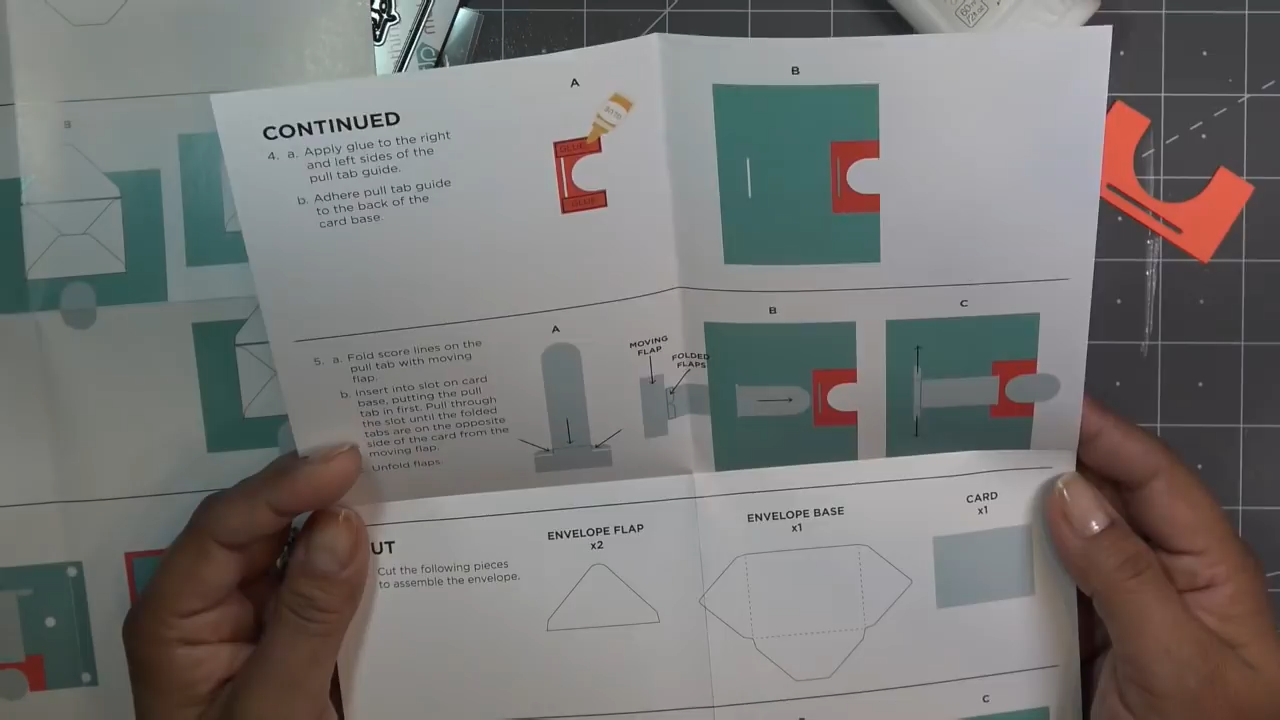 A
B
CONTINUED
4. a. Apply glue to the right
and left sides of the
pull tab guide.
b. Adhere pull tab guide
to the back of the
card base.
GLUE
GLUE
B
A
B
C
5. a. Fold score lines on the
pull tab with moving
flap.
b. Insert into slot on card
base, putting the pull
tab in first. Pull through
the slot until the folded
tabs are on the opposite
side of the card from the
moving flap.
Unfold flaps.
MOVING
FLAP
FOLDED
FLAPS
UT
Cut the following pieces
to assemble the envelope.
ENVELOPE FLAP
x2
ENVELOPE BASE
x1
CARD
x1
C